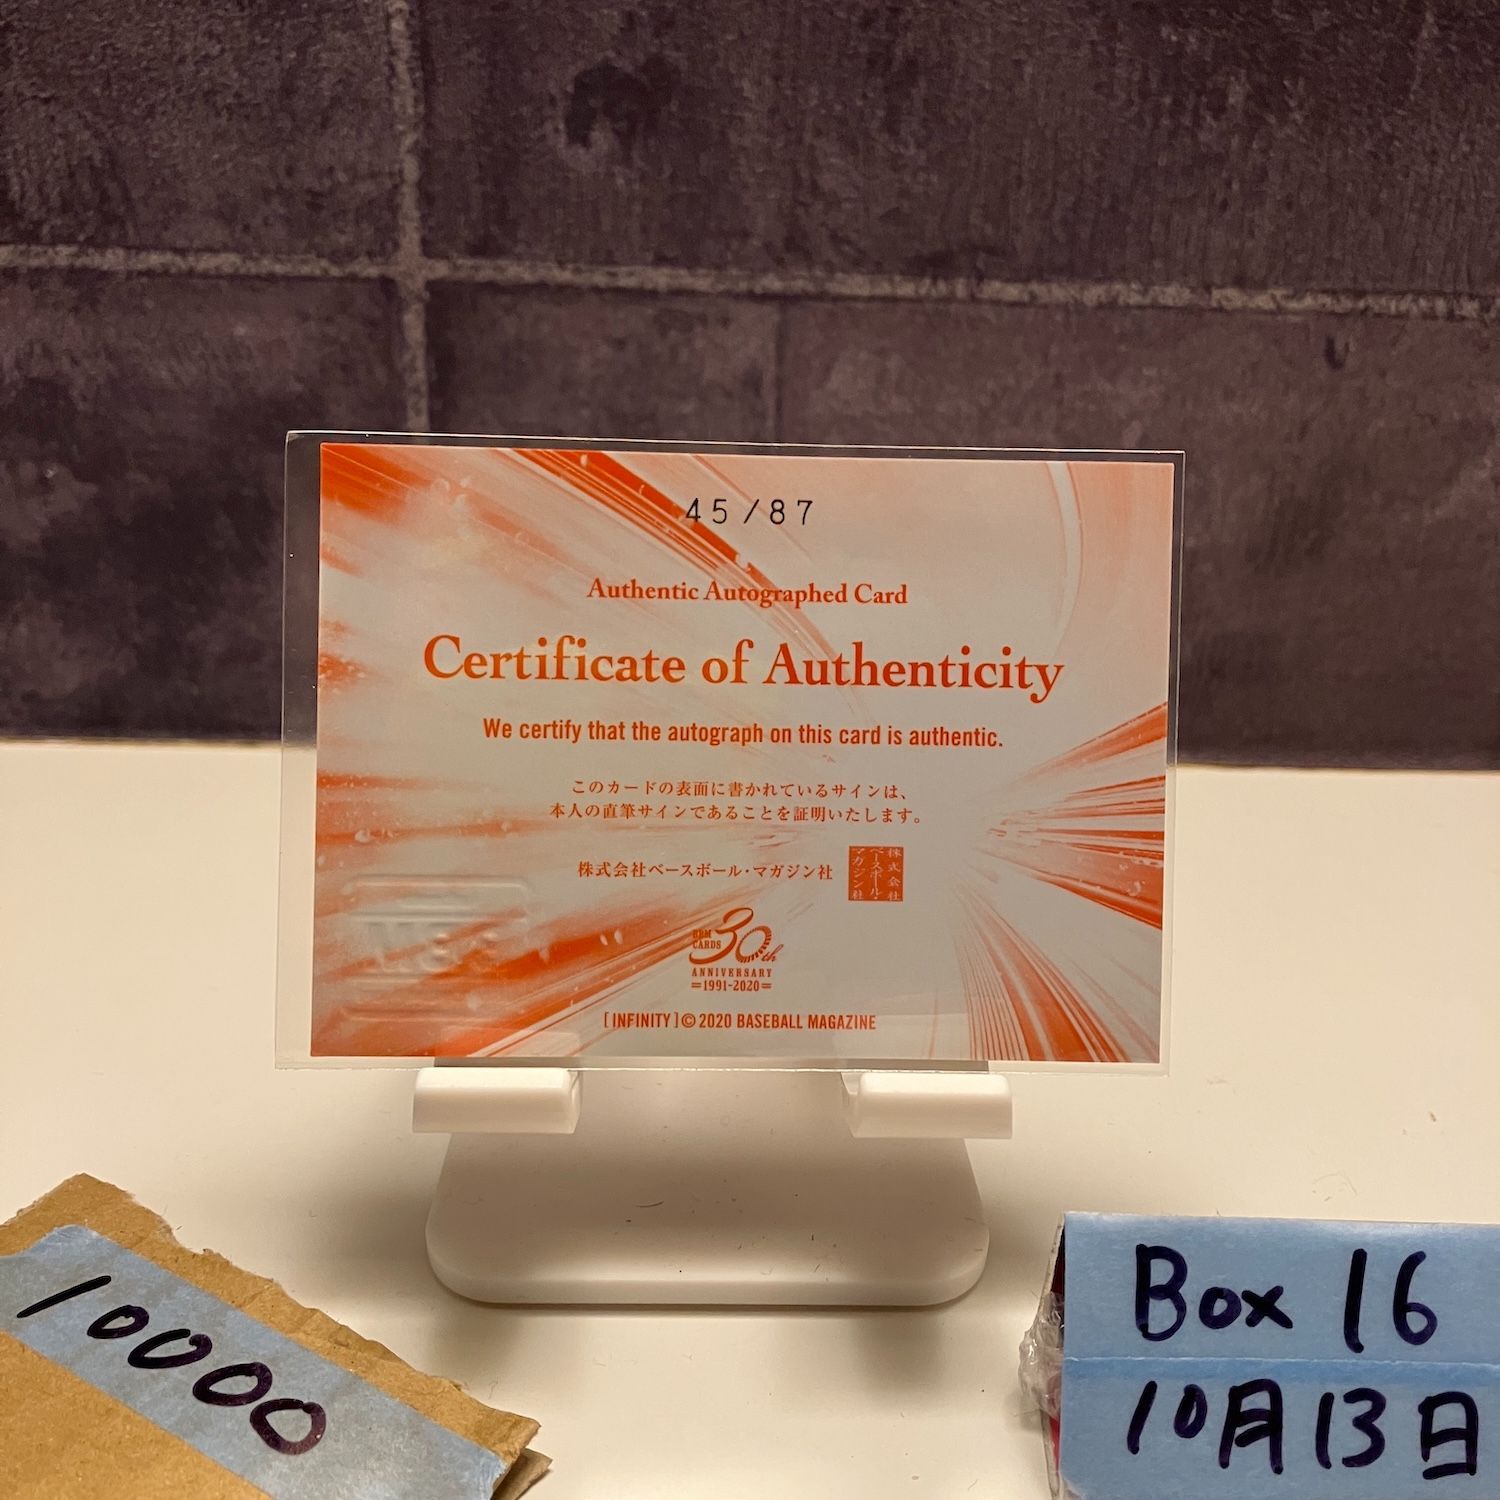 45/87
Authentic Autographed Card
Certificate of Authenticity
We certify that the autograph on this card is authentic.
このカードの表面に書かれているサインは、
本人の直筆サインであることを証明いたします。
株式会社ベースボール・マガジン社
株式会社
ベースボール・
マガジン社
BBM
CARDS
30th
ANNIVERSARY
=1991-2020=
[INFINITY]©2020 BASEBALL MAGAZINE
10000
Box 16
10月13日